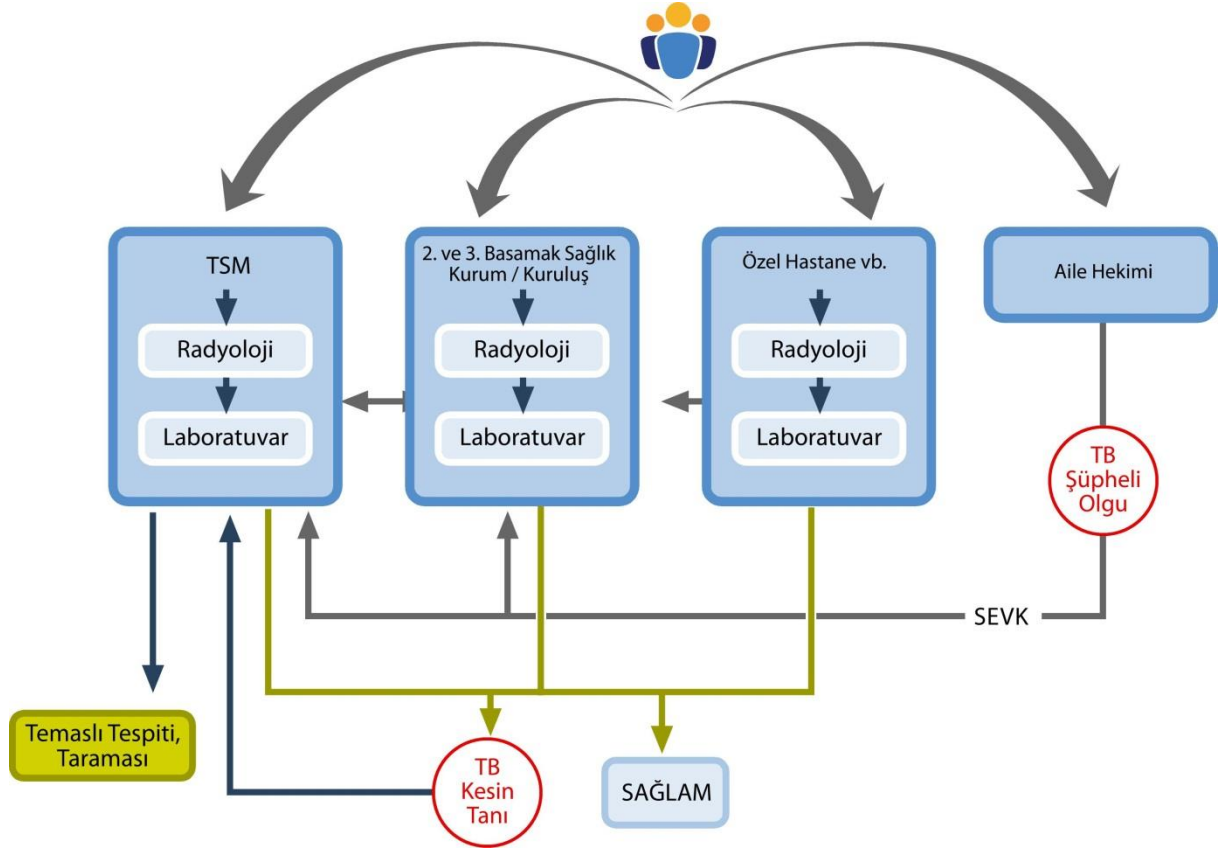 TSM
Radyoloji
Laboratuvar
2. ve 3. Basamak Sağlık
Kurum / Kuruluş
Radyoloji
Laboratuvar
Özel Hastane vb.
Radyoloji
Laboratuvar
Aile Hekimi
TB
Şüpheli
Olgu
SEVK
Temaslı Tespiti,
Taraması
TB
Kesin
Tanı
SAĞLAM